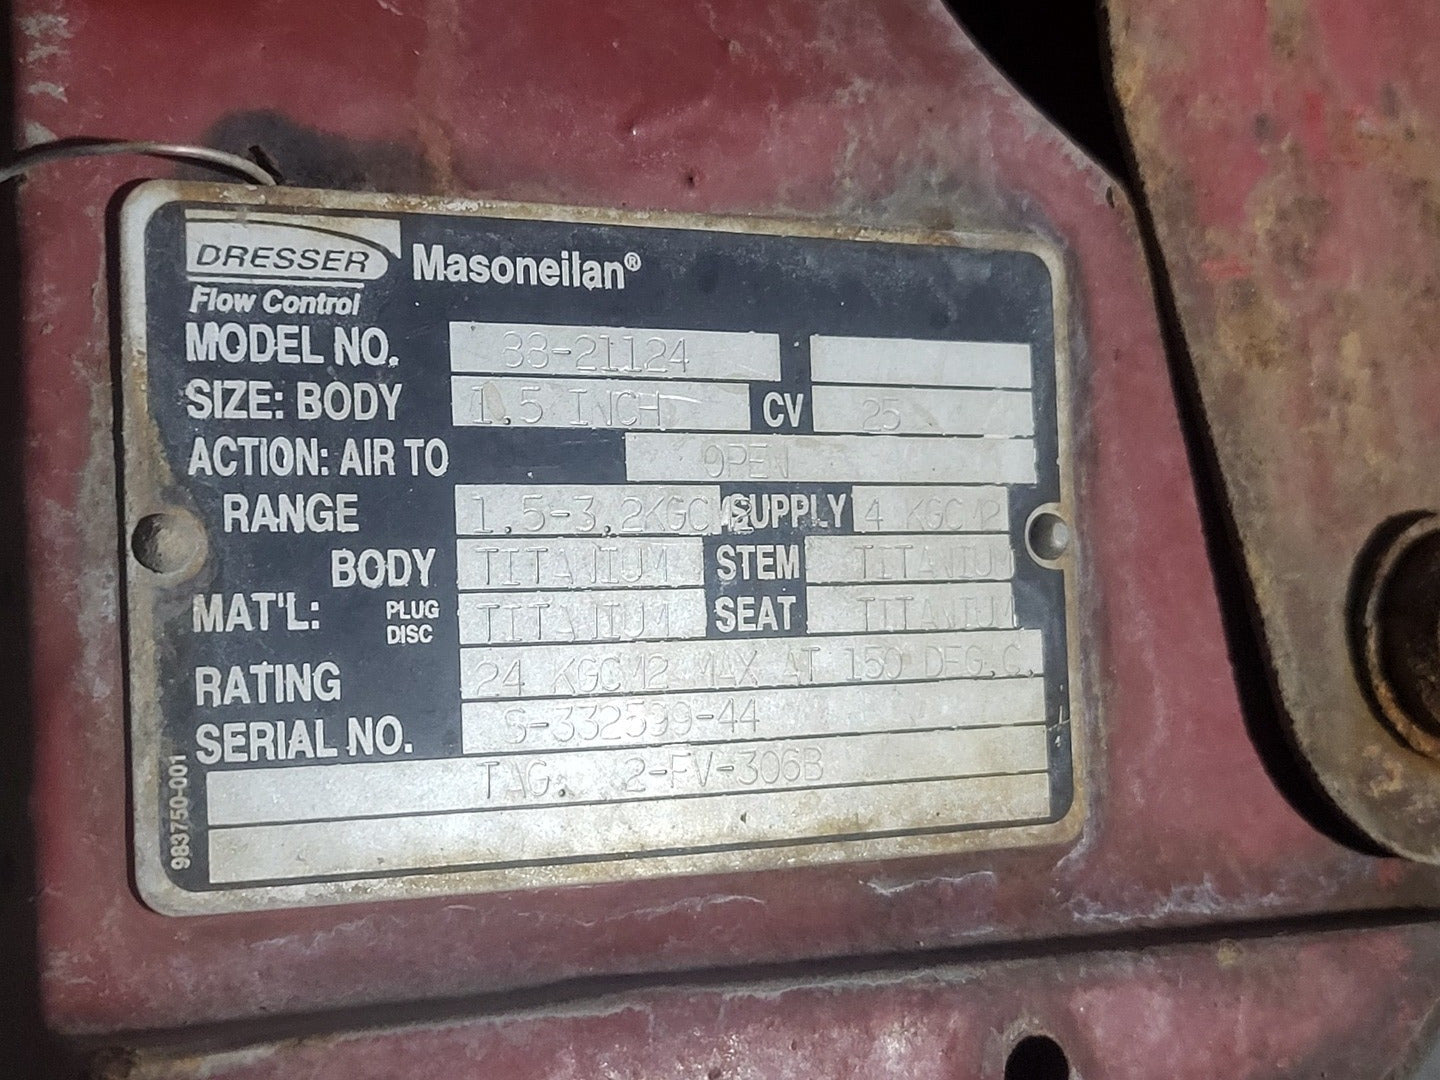 DRESSER Masoneilan®
Flow Control
MODEL NO. 88-21124
SIZE: BODY 1.5 INCH CV 25
ACTION: AIR TO OPEN
RANGE 1.5-3.2KGCM2 SUPPLY 4 KGCM2
BODY TITANIUM STEM TITANIUM
MAT'L: PLUG DISC TITANIUM SEAT TITANIUM
RATING 24 KGCM2 MAX AT 150 DEG.C.
SERIAL NO. S-332599-44
TAG: 2-FV-306B
983750-001